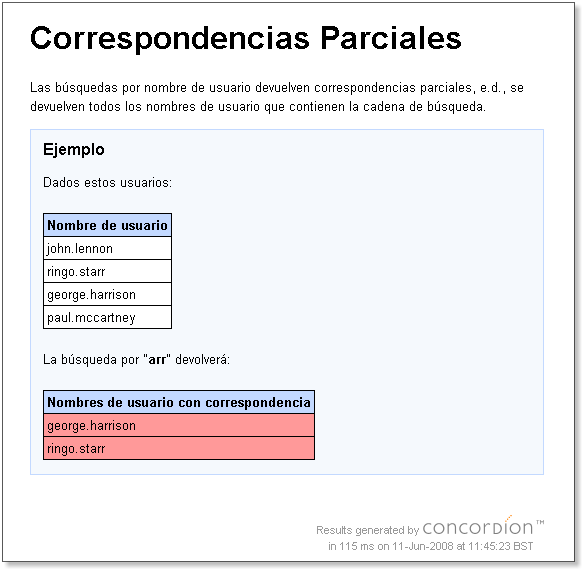 Correspondencias Parciales
Las búsquedas por nombre de usuario devuelven correspondencias parciales, e.d., se
devuelven todos los nombres de usuario que contienen la cadena de búsqueda.
Ejemplo
Dados estos usuarios:
Nombre de usuario
john.lennon
ringo.starr
george.harrison
paul.mccartney
La búsqueda por "arr" devolverá:
Nombres de usuario con correspondencia
george.harrison
ringo.starr
Results generated by concordion™
in 115 ms on 11-Jun-2008 at 11:45:23 BST